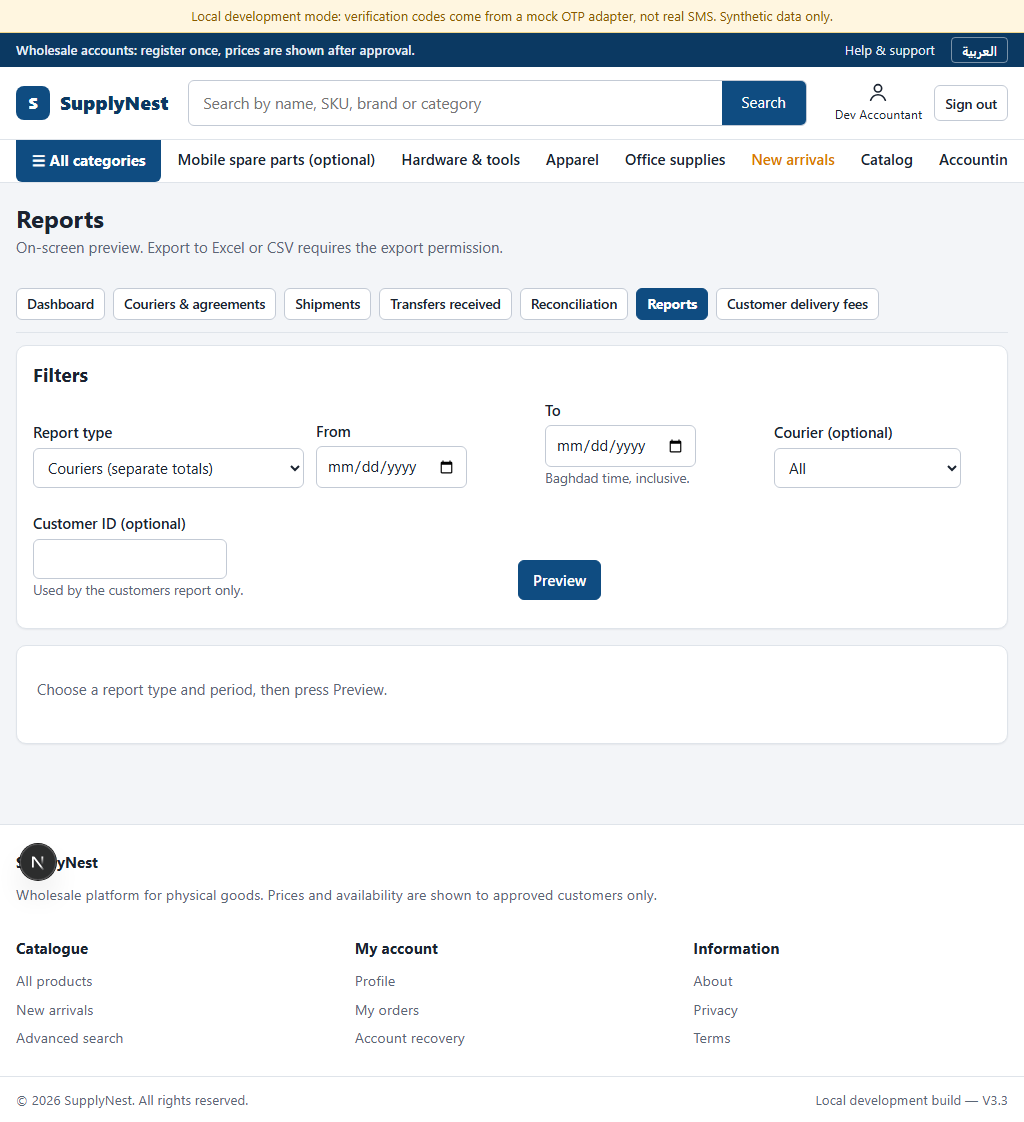 Local development mode: verification codes come from a mock OTP adapter, not real SMS. Synthetic data only.
Wholesale accounts: register once, prices are shown after approval.
Help & support
العربية
S
SupplyNest
Search by name, SKU, brand or category
Search
Dev Accountant
Sign out
☰ All categories
Mobile spare parts (optional)
Hardware & tools
Apparel
Office supplies
New arrivals
Catalog
Accountin
Reports
On-screen preview. Export to Excel or CSV requires the export permission.
Dashboard
Couriers & agreements
Shipments
Transfers received
Reconciliation
Reports
Customer delivery fees
Filters
Report type
Couriers (separate totals)
From
mm/dd/yyyy
To
mm/dd/yyyy
Baghdad time, inclusive.
Courier (optional)
All
Customer ID (optional)
Used by the customers report only.
Preview
Choose a report type and period, then press Preview.
N
yNest
Wholesale platform for physical goods. Prices and availability are shown to approved customers only.
Catalogue
All products
New arrivals
Advanced search
My account
Profile
My orders
Account recovery
Information
About
Privacy
Terms
© 2026 SupplyNest. All rights reserved.
Local development build — V3.3